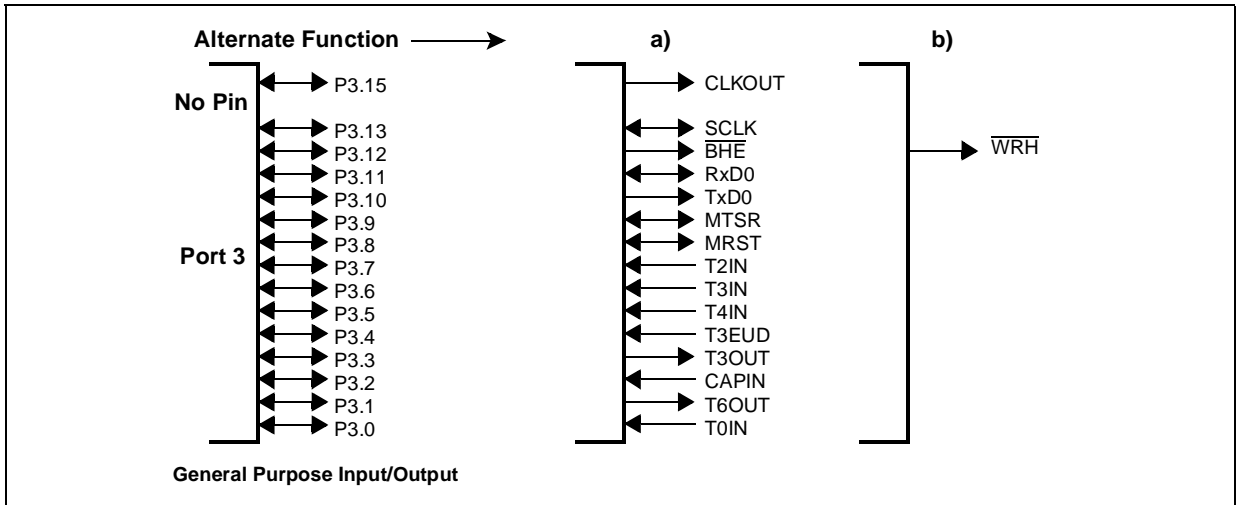 Alternate Function a) b)
No Pin
Port 3
P3.15
P3.13
P3.12
P3.11
P3.10
P3.9
P3.8
P3.7
P3.6
P3.5
P3.4
P3.3
P3.2
P3.1
P3.0
CLKOUT
SCLK
BHE
RxD0
TxD0
MTSR
MRST
T2IN
T3IN
T4IN
T3EUD
T3OUT
CAPIN
T6OUT
T0IN
WRH
General Purpose Input/Output